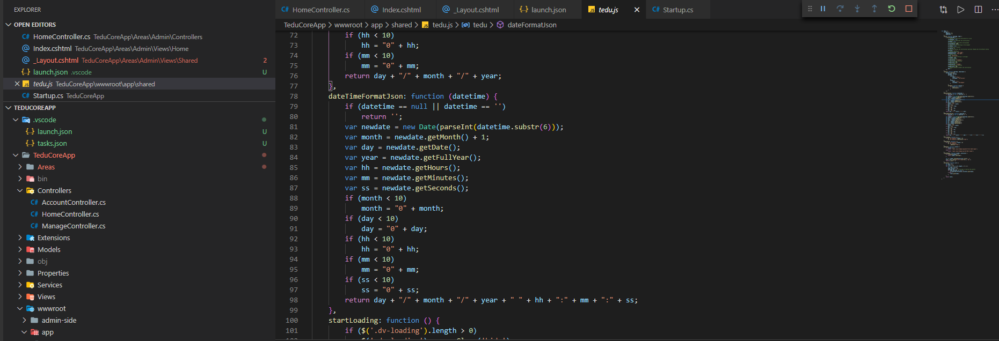 EXPLORER
OPEN EDITORS
C# HomeController.cs TeduCoreApp\Areas\Admin\Controllers
@ Index.cshtml TeduCoreApp\Areas\Admin\Views\Home
@ _Layout.cshtml TeduCoreApp\Areas\Admin\Views\Shared 2
{..} launch.json .vscode U
JS tedu.js TeduCoreApp\wwwroot\app\shared
C# Startup.cs TeduCoreApp
TEDUCOREAPP
.vscode
{..} launch.json U
{..} tasks.json U
TeduCoreApp
Areas
bin
Controllers
C# AccountController.cs
C# HomeController.cs
C# ManageController.cs
Extensions
Models
obj
Properties
Services
Views
wwwroot
admin-side
app
C# HomeController.cs @ Index.cshtml @ _Layout.cshtml {..} launch.json JS tedu.js C# Startup.cs
TeduCoreApp > wwwroot > app > shared > JS tedu.js > tedu > dateFormatJson
72 if (hh < 10)
73 hh = "0" + hh;
74 if (mm < 10)
75 mm = "0" + mm;
76 return day + "/" + month + "/" + year;
77 },
78 dateTimeFormatJson: function (datetime) {
79 if (datetime == null || datetime == '')
80 return '';
81 var newdate = new Date(parseInt(datetime.substr(6)));
82 var month = newdate.getMonth() + 1;
83 var day = newdate.getDate();
84 var year = newdate.getFullYear();
85 var hh = newdate.getHours();
86 var mm = newdate.getMinutes();
87 var ss = newdate.getSeconds();
88 if (month < 10)
89 month = "0" + month;
90 if (day < 10)
91 day = "0" + day;
92 if (hh < 10)
93 hh = "0" + hh;
94 if (mm < 10)
95 mm = "0" + mm;
96 if (ss < 10)
97 ss = "0" + ss;
98 return day + "/" + month + "/" + year + " " + hh + ":" + mm + ":" + ss;
99 },
100 startLoading: function () {
101 if ($('.dv-loading').length > 0)